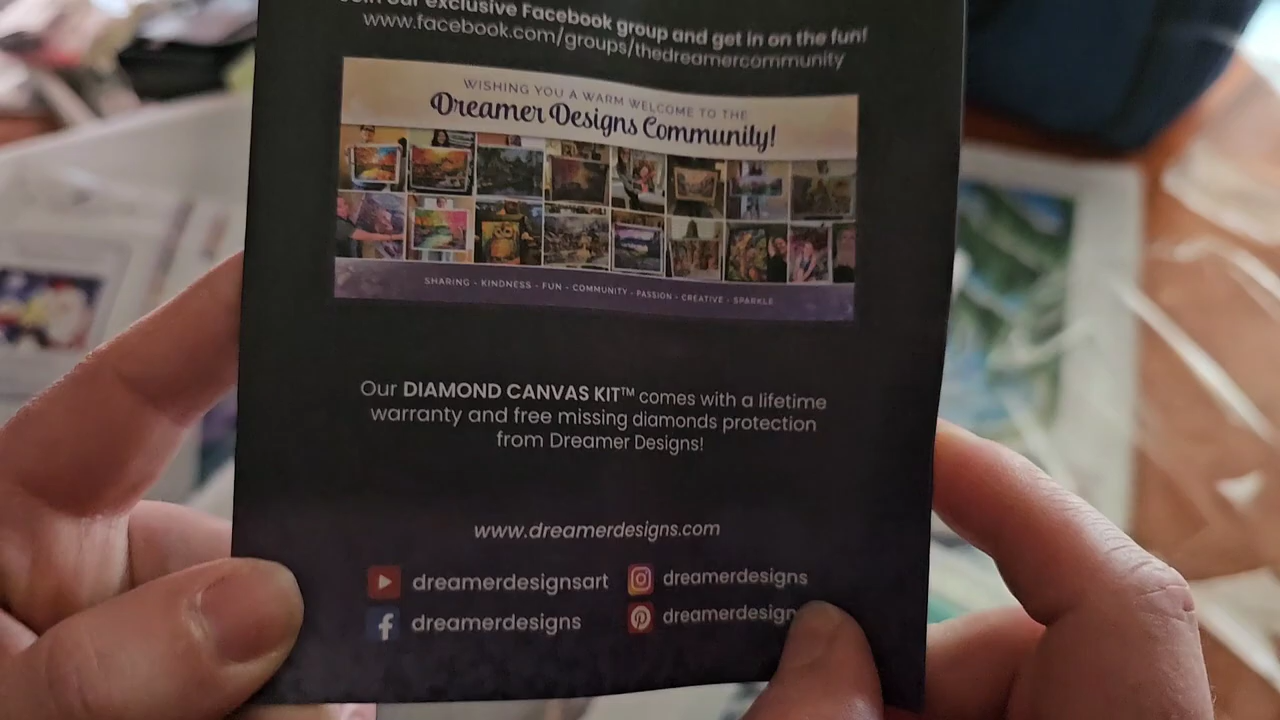 our exclusive Facebook group and get in on the fun!
www.facebook.com/groups/thedreamercommunity
WISHING YOU A WARM WELCOME TO THE
Dreamer Designs Community!
SHARING - KINDNESS - FUN - COMMUNITY - PASSION - CREATIVE - SPARKLE
Our DIAMOND CANVAS KIT™ comes with a lifetime
warranty and free missing diamonds protection
from Dreamer Designs!
www.dreamerdesigns.com
dreamerdesignsart
dreamerdesigns
dreamerdesigns
dreamerdesign